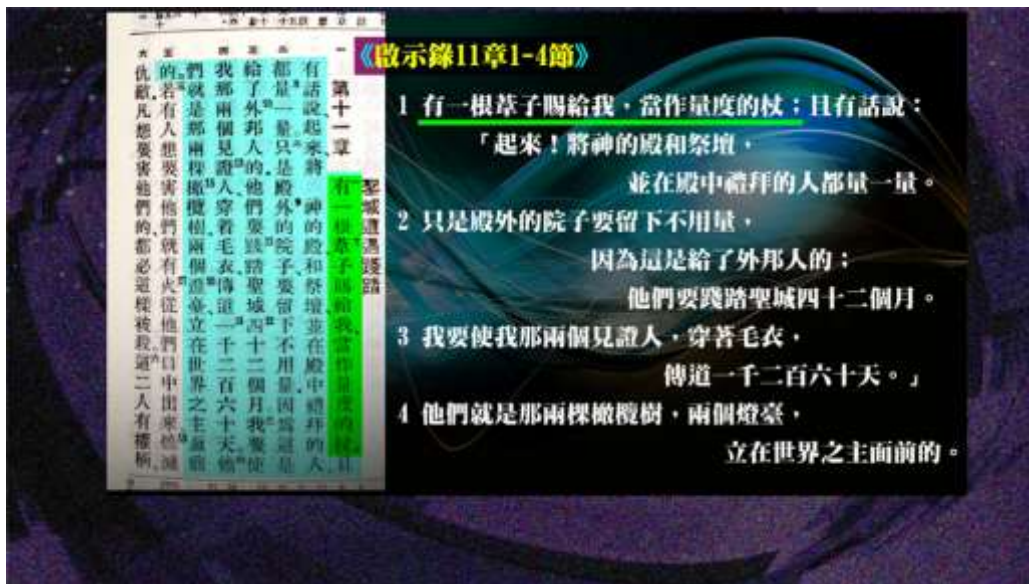 《啟示錄11章1-4節》
1 有一根葦子賜給我，當作量度的杖；且有話說：
「起來！將神的殿和祭壇，
並在殿中禮拜的人都量一量。
2 只是殿外的院子要留下不用量，
因為這是給了外邦人的；
他們要踐踏聖城四十二個月。
3 我要使我那兩個見證人，穿著毛衣，
傳道一千二百六十天。」
4 他們就是那兩棵橄欖樹，兩個燈臺，
立在世界之主面前的。
聖城遭遇踐踏
第十一章
有一根葦子賜給我、當作量度的杖、且
有話說、起來、將神的殿、和祭壇、並在殿中禮拜的人、
都量一量．只是殿外的院子、要留下不用量．因為這是
給了外邦人的．他們要踐踏聖城四十二個月．我要使
我那兩個見證人、穿着毛衣、傳道一千二百六十天．他
們就是那兩棵橄欖樹、兩個燈臺、立在世界之主面前
的．若有人想要害他們、就有火從他們口中出來、燒滅
仇敵．凡想要害他們的、都必這樣被殺．這二人有權柄、